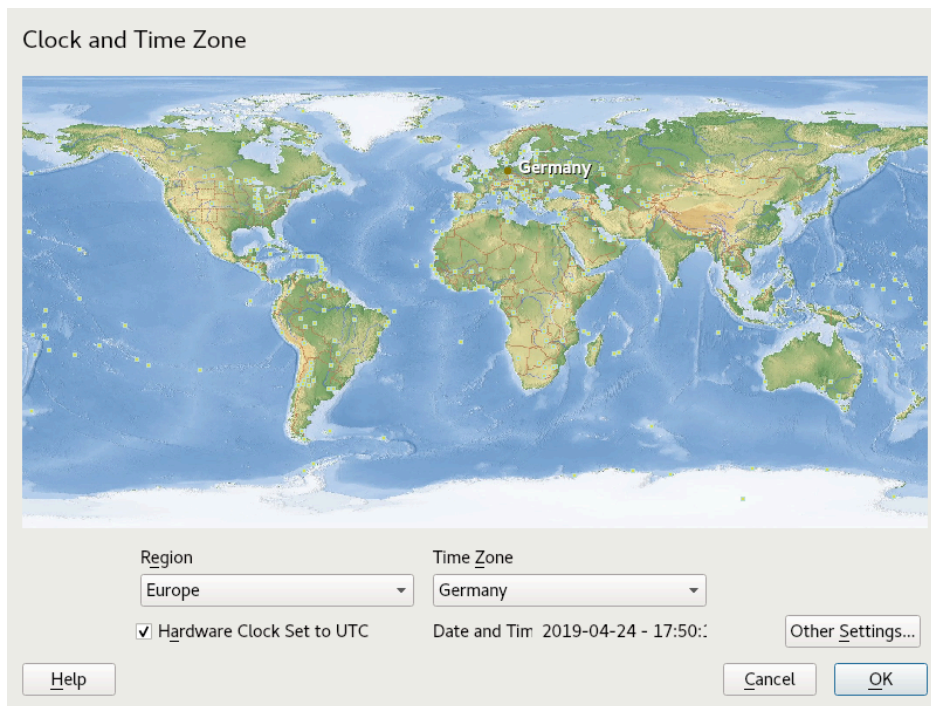 Clock and Time Zone
Germany
Region
Time Zone
Europe
Germany
Hardware Clock Set to UTC
Date and Tim 2019-04-24 - 17:50:
Other Settings...
Help
Cancel
OK